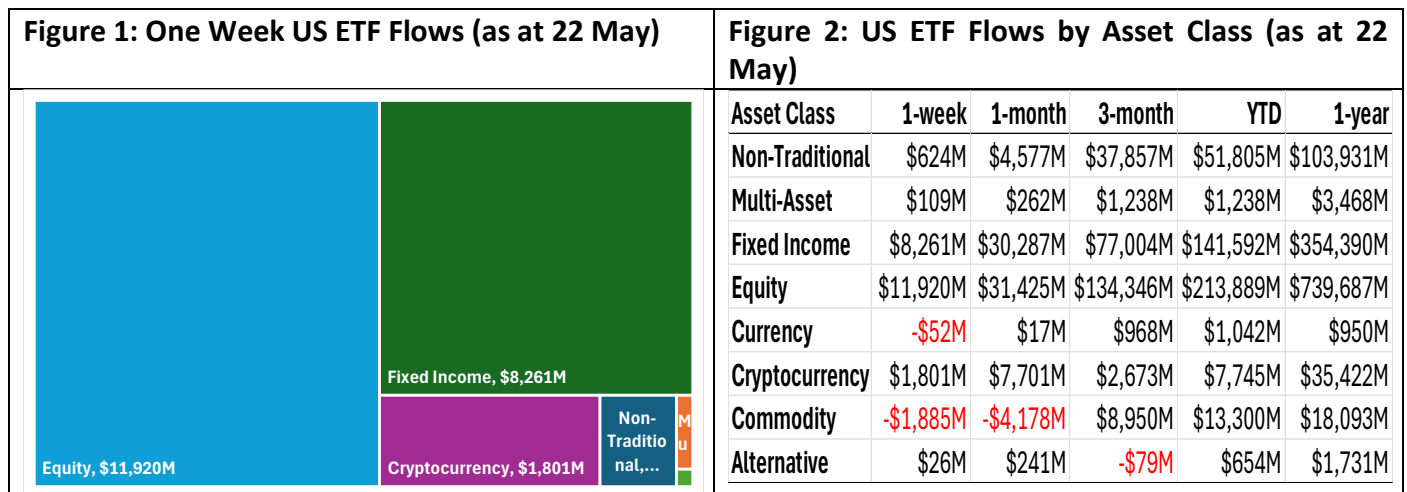 Figure 1: One Week US ETF Flows (as at 22 May)
Figure 2: US ETF Flows by Asset Class (as at 22
May)
Equity, $11,920M
Fixed Income, $8,261M
Cryptocurrency, $1,801M
Non-
Traditio
nal,...
M
u
Asset Class 1-week 1-month 3-month YTD 1-year
Non-Traditional $624M $4,577M $37,857M $51,805M $103,931M
Multi-Asset $109M $262M $1,238M $1,238M $3,468M
Fixed Income $8,261M $30,287M $77,004M $141,592M $354,390M
Equity $11,920M $31,425M $134,346M $213,889M $739,687M
Currency -$52M $17M $968M $1,042M $950M
Cryptocurrency $1,801M $7,701M $2,673M $7,745M $35,422M
Commodity -$1,885M -$4,178M $8,950M $13,300M $18,093M
Alternative $26M $241M -$79M $654M $1,731M